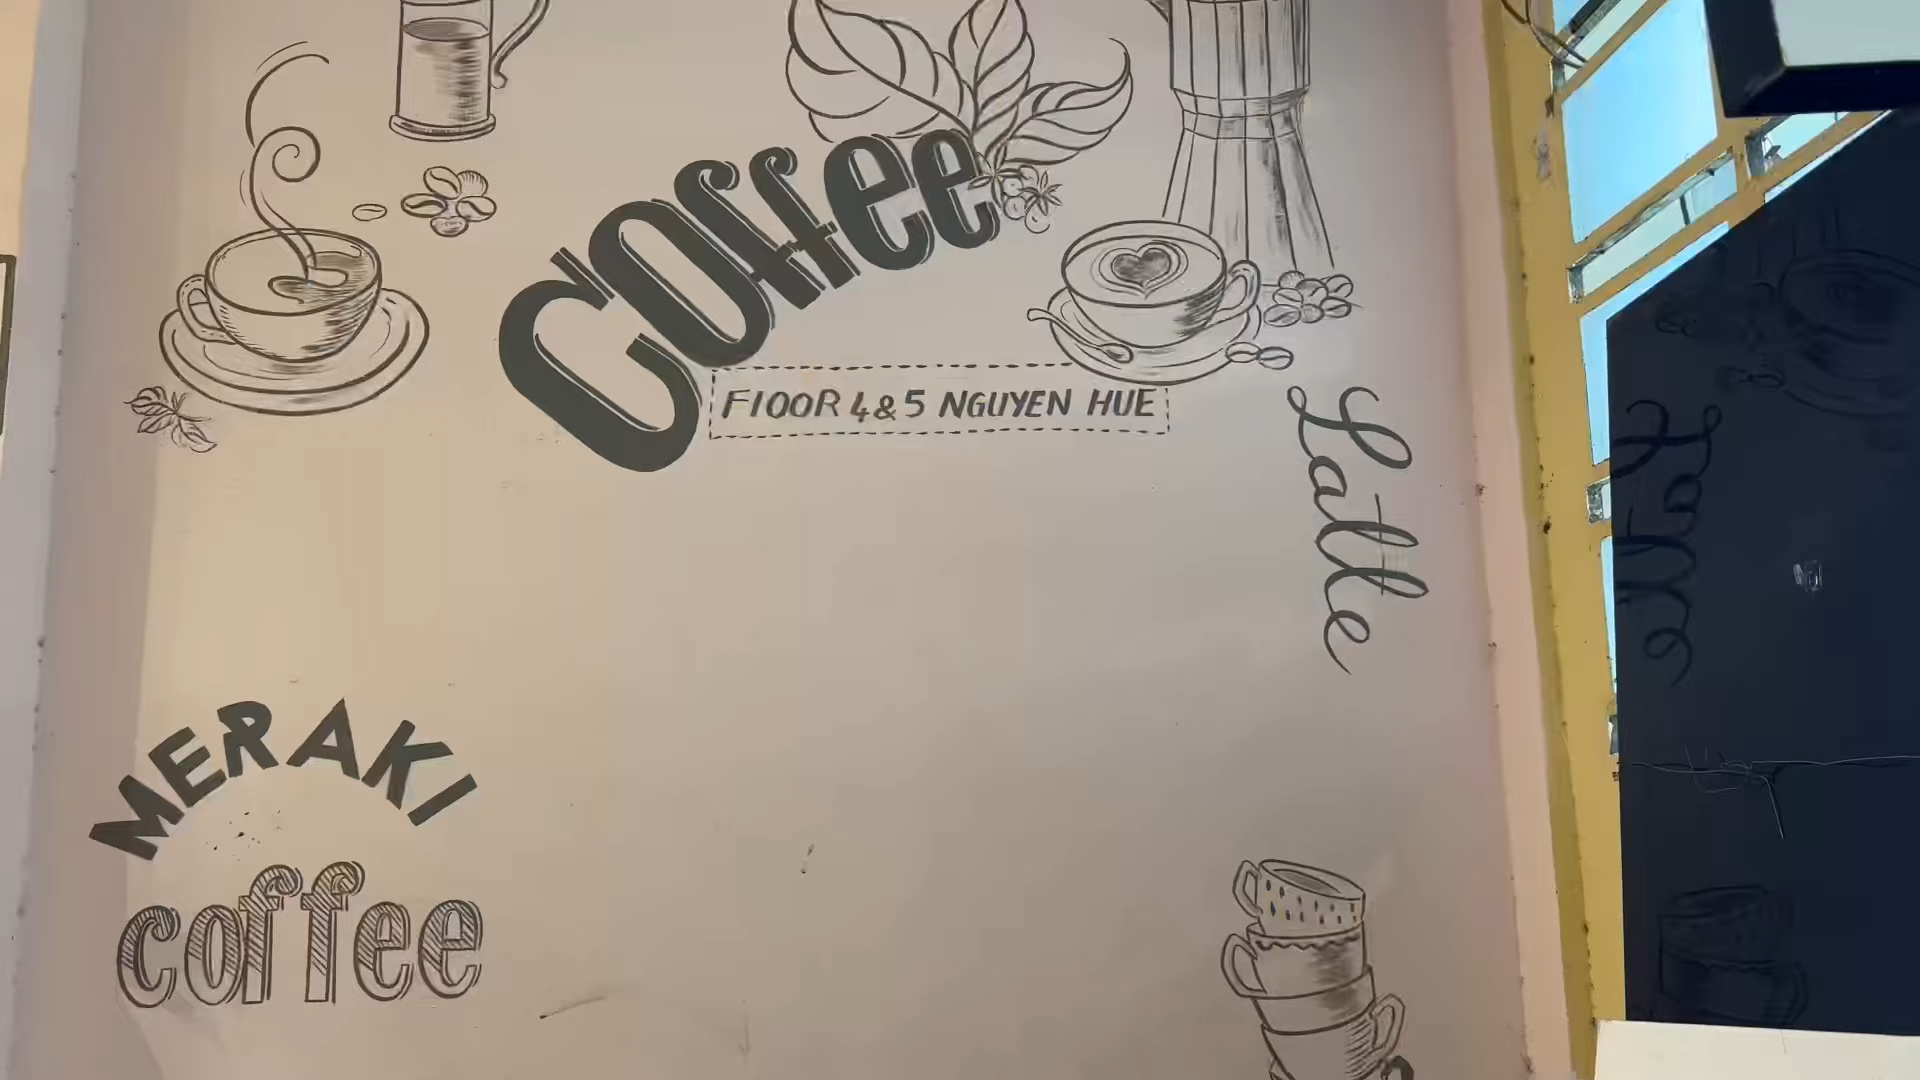 Coffee
FlOOR 4&5 NGUYEN HUE
Latte
MERAKI
coffee